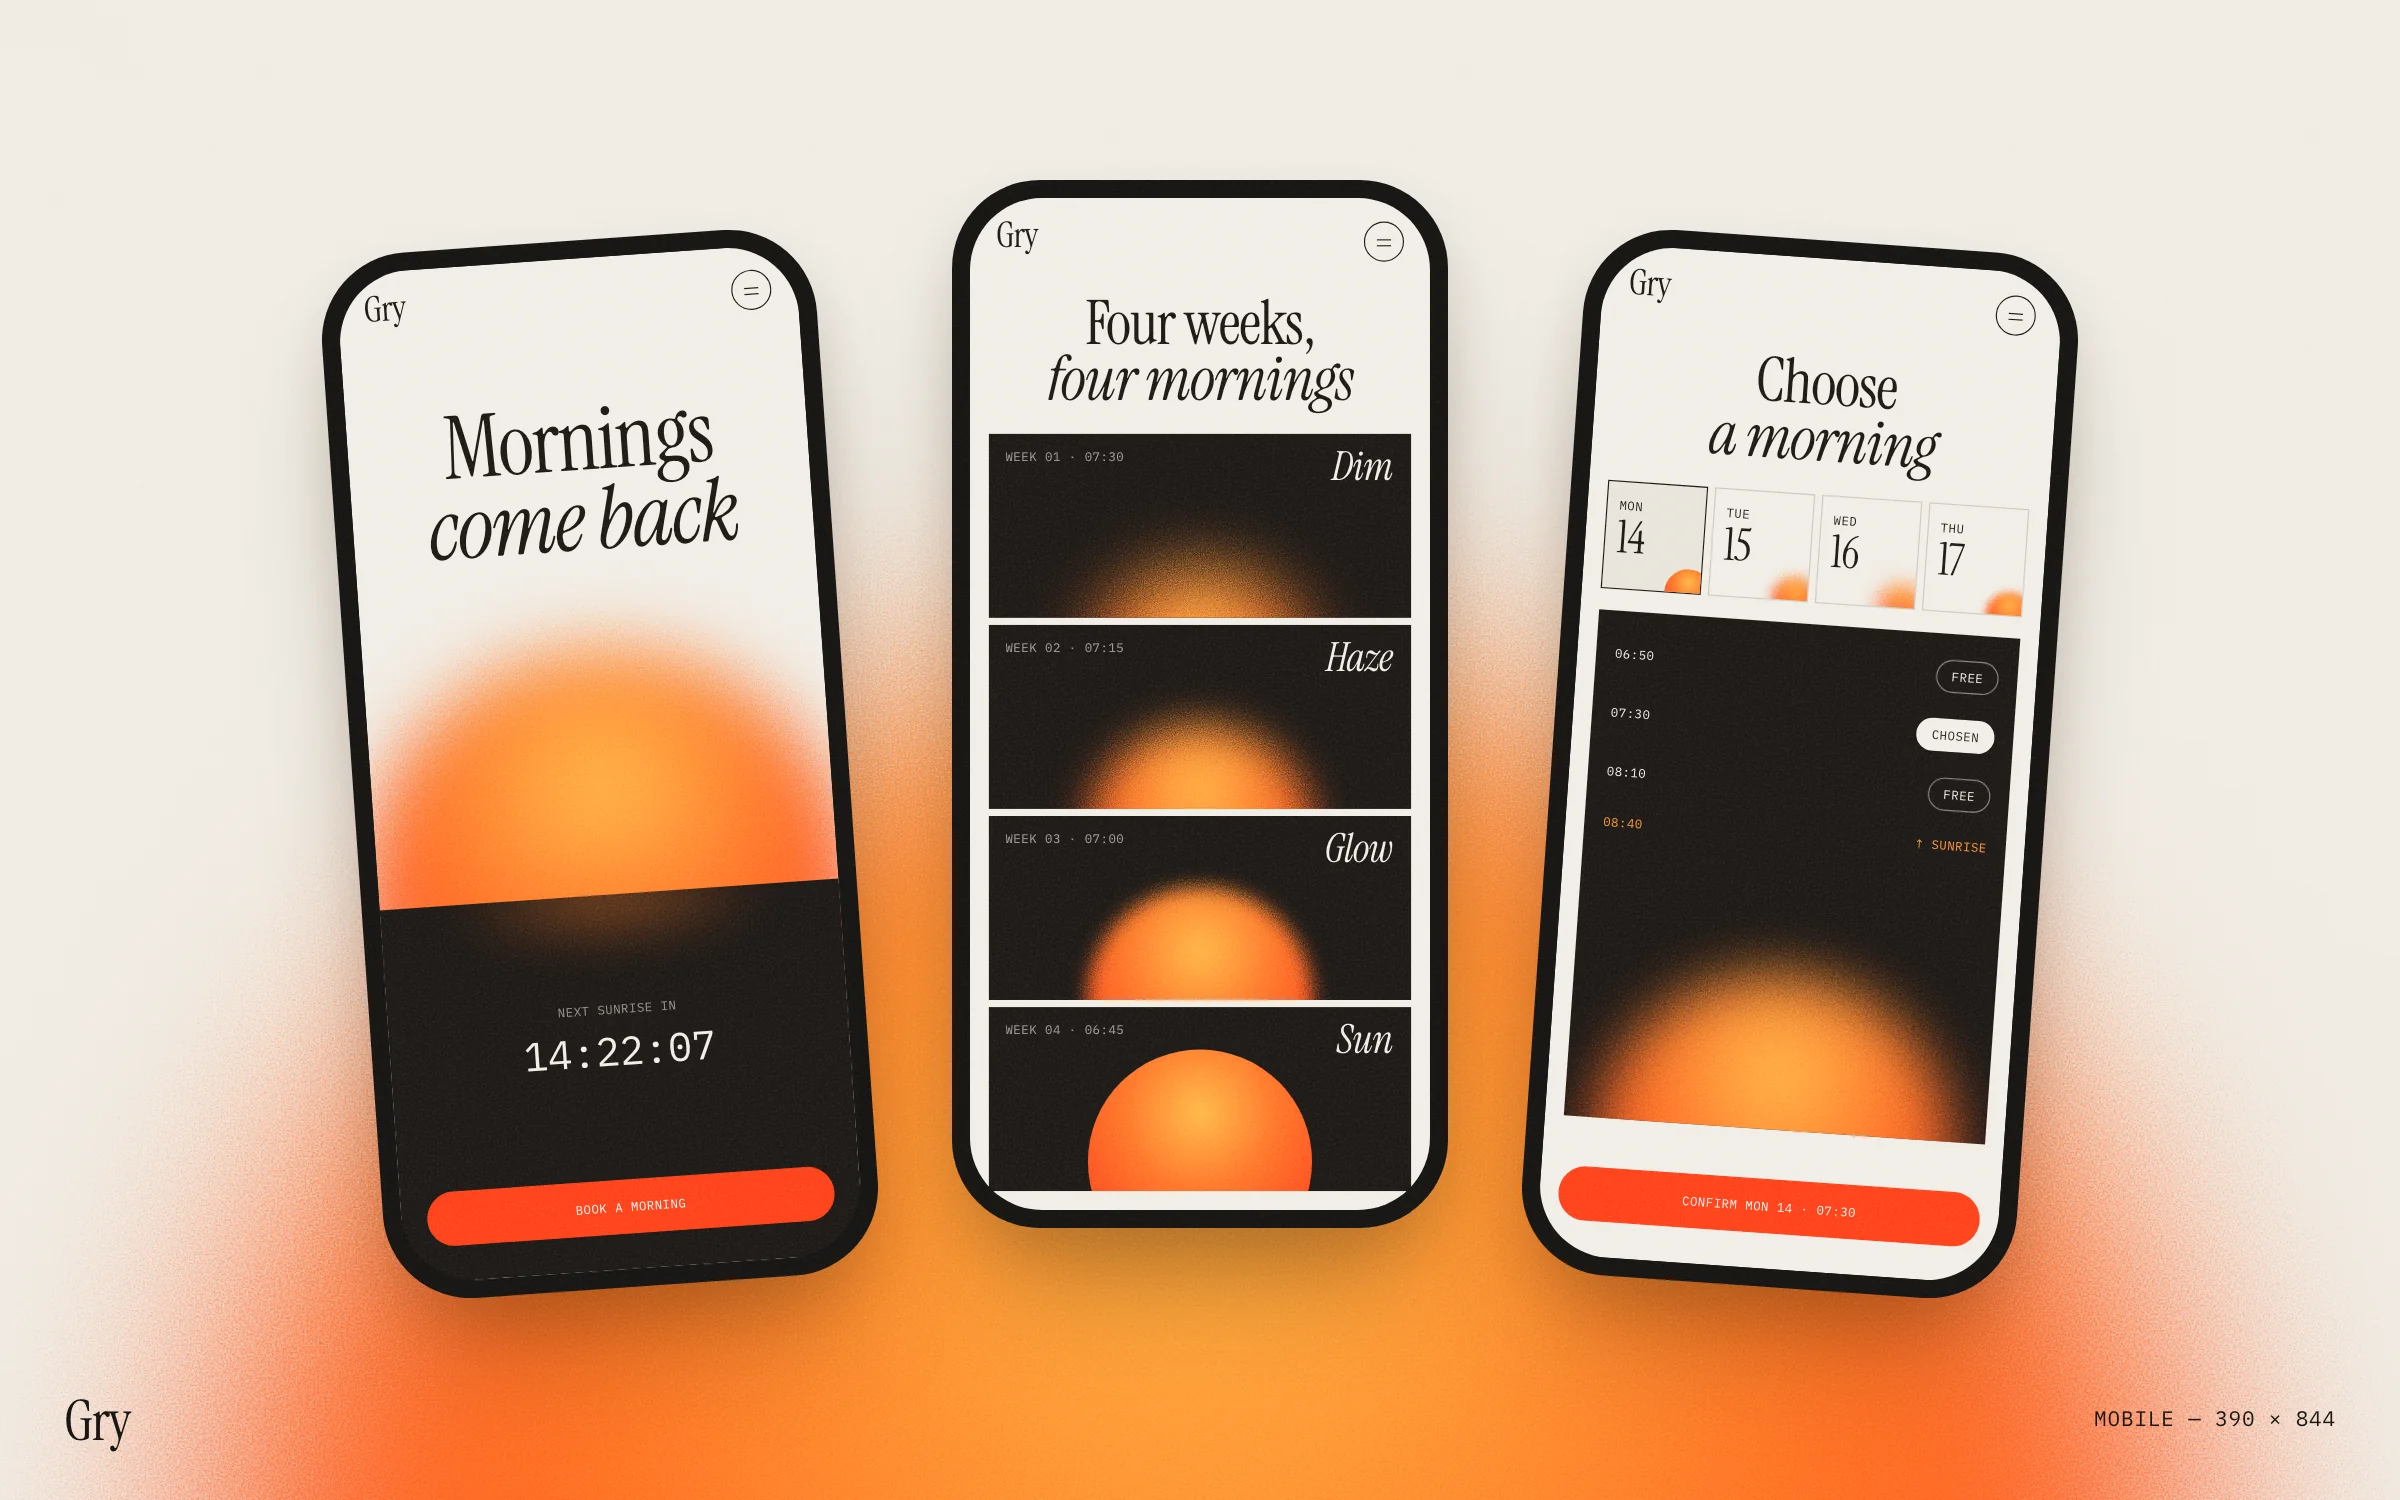 Gry
Mornings
come back
NEXT SUNRISE IN
14:22:07
BOOK A MORNING
Gry
Four weeks,
four mornings
WEEK 01 · 07:30
Dim
WEEK 02 · 07:15
Haze
WEEK 03 · 07:00
Glow
WEEK 04 · 06:45
Sun
Gry
Choose
a morning
MON
14
TUE
15
WED
16
THU
17
06:50 FREE
07:30 CHOSEN
08:10 FREE
08:40 ↑ SUNRISE
CONFIRM MON 14 · 07:30
Gry
MOBILE — 390 × 844